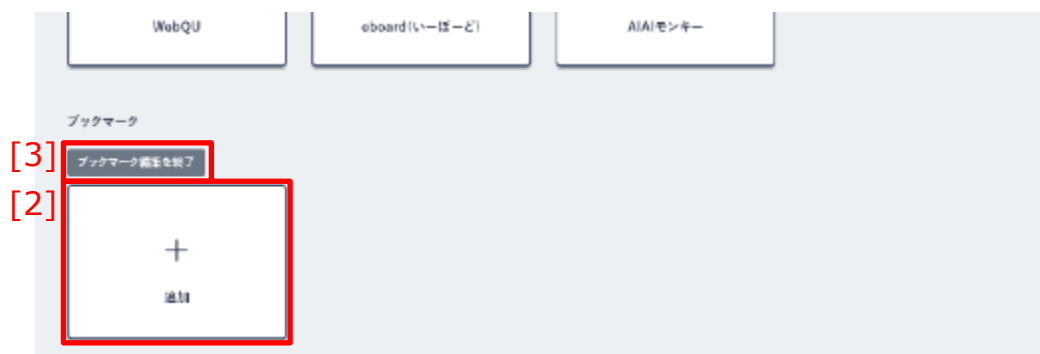 WebQU
eboard(いーぼーど)
AIAIモンキー
ブックマーク
[3]
ブックマーク編集を終了
[2]
+
追加